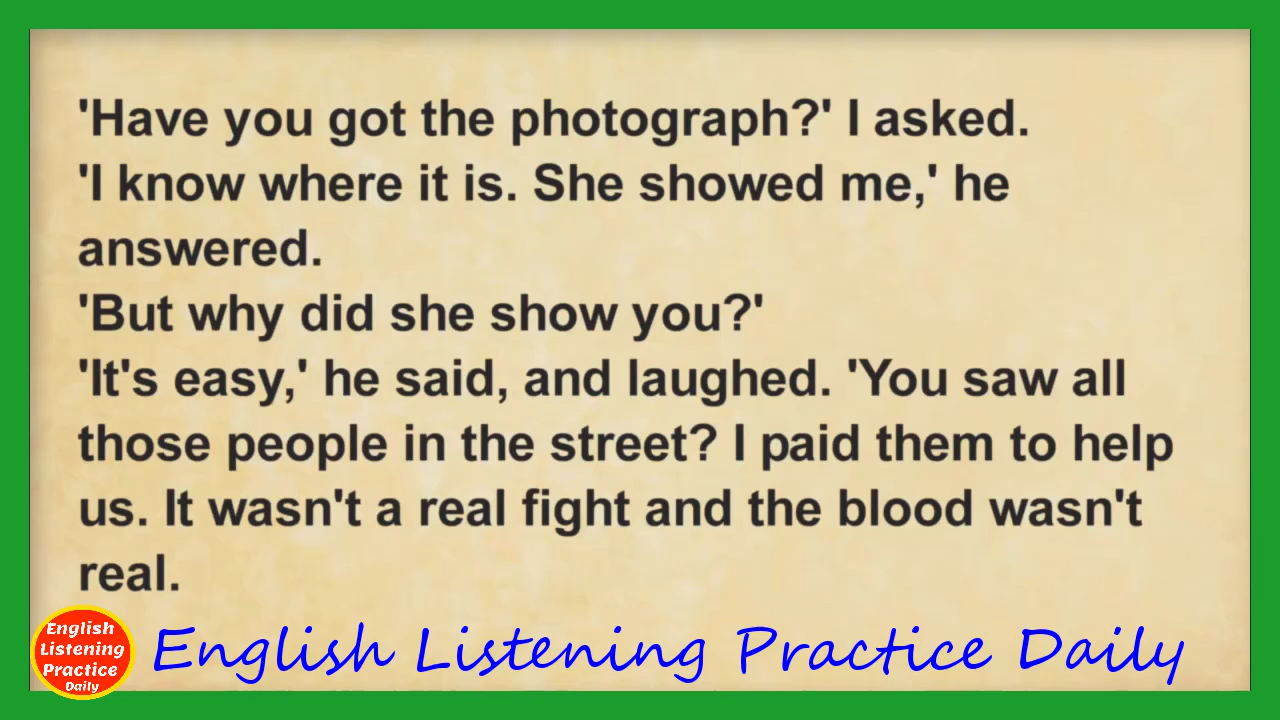 'Have you got the photograph?' I asked.
'I know where it is. She showed me,' he
answered.
'But why did she show you?'
'It's easy,' he said, and laughed. 'You saw all
those people in the street? I paid them to help
us. It wasn't a real fight and the blood wasn't
real.
English
Listening
Practice
Daily
English Listening Practice Daily